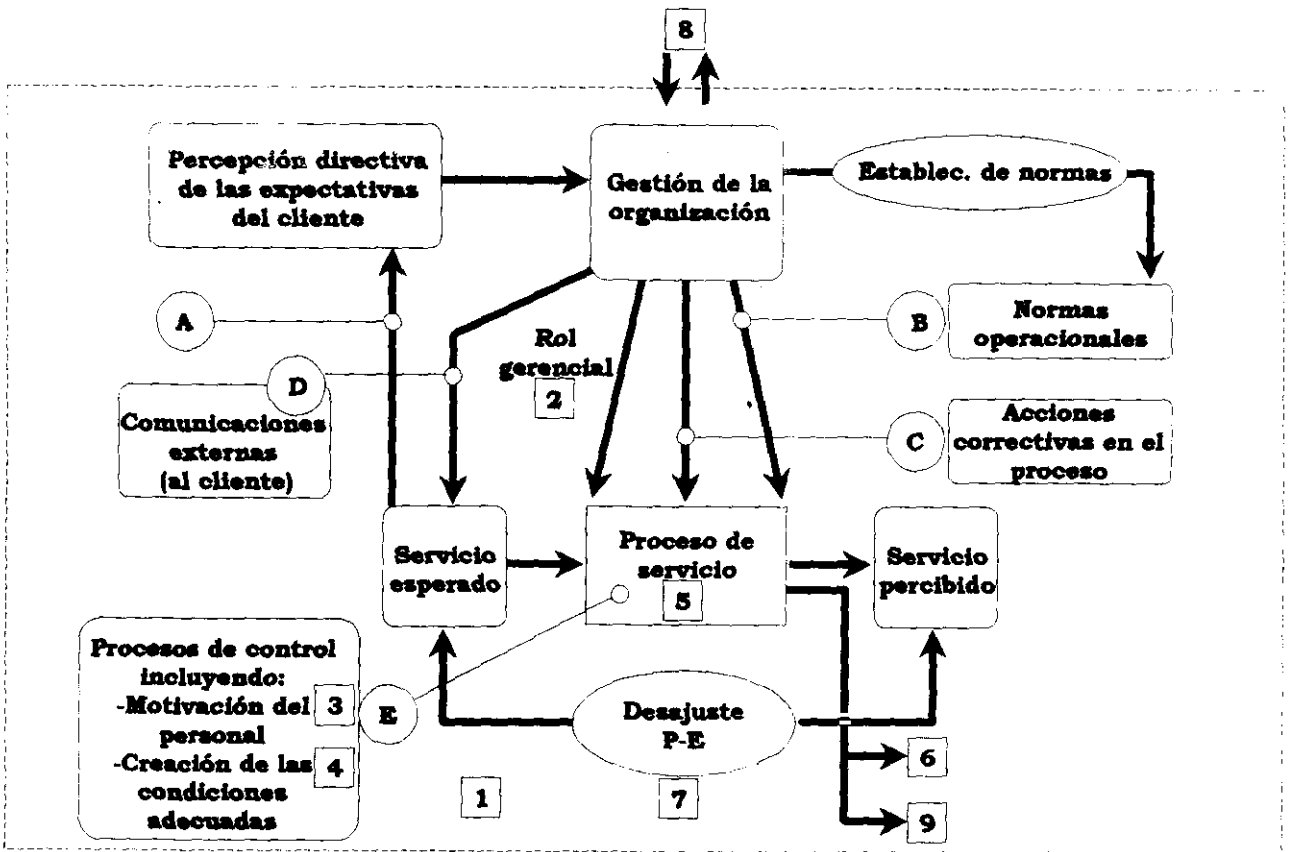 8
Percepción directiva
de las expectativas
del cliente
Gestión de la
organización
Establec. de normas
A
B
Normas
operacionales
Rol
gerencial
2
D
Comunicaciones
externas
(al cliente)
C
Acciones
correctivas en el
proceso
Servicio
esperado
Proceso de
servicio
5
Servicio
percibido
Procesos de control
incluyendo:
-Motivación del
personal
-Creación de las
condiciones
adecuadas
3
4
E
Desajuste
P-E
1
7
6
9